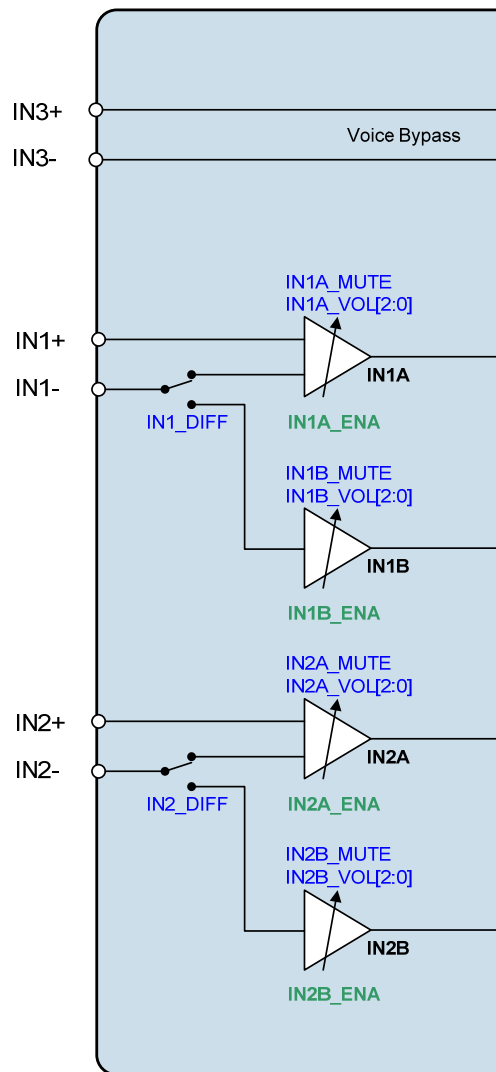 IN3+
Voice Bypass
IN3-
IN1A_MUTE
IN1A_VOL[2:0]
IN1+
IN1A
IN1-
IN1_DIFF
IN1A_ENA
IN1B_MUTE
IN1B_VOL[2:0]
IN1B
IN1B_ENA
IN2A_MUTE
IN2A_VOL[2:0]
IN2+
IN2A
IN2-
IN2_DIFF
IN2A_ENA
IN2B_MUTE
IN2B_VOL[2:0]
IN2B
IN2B_ENA